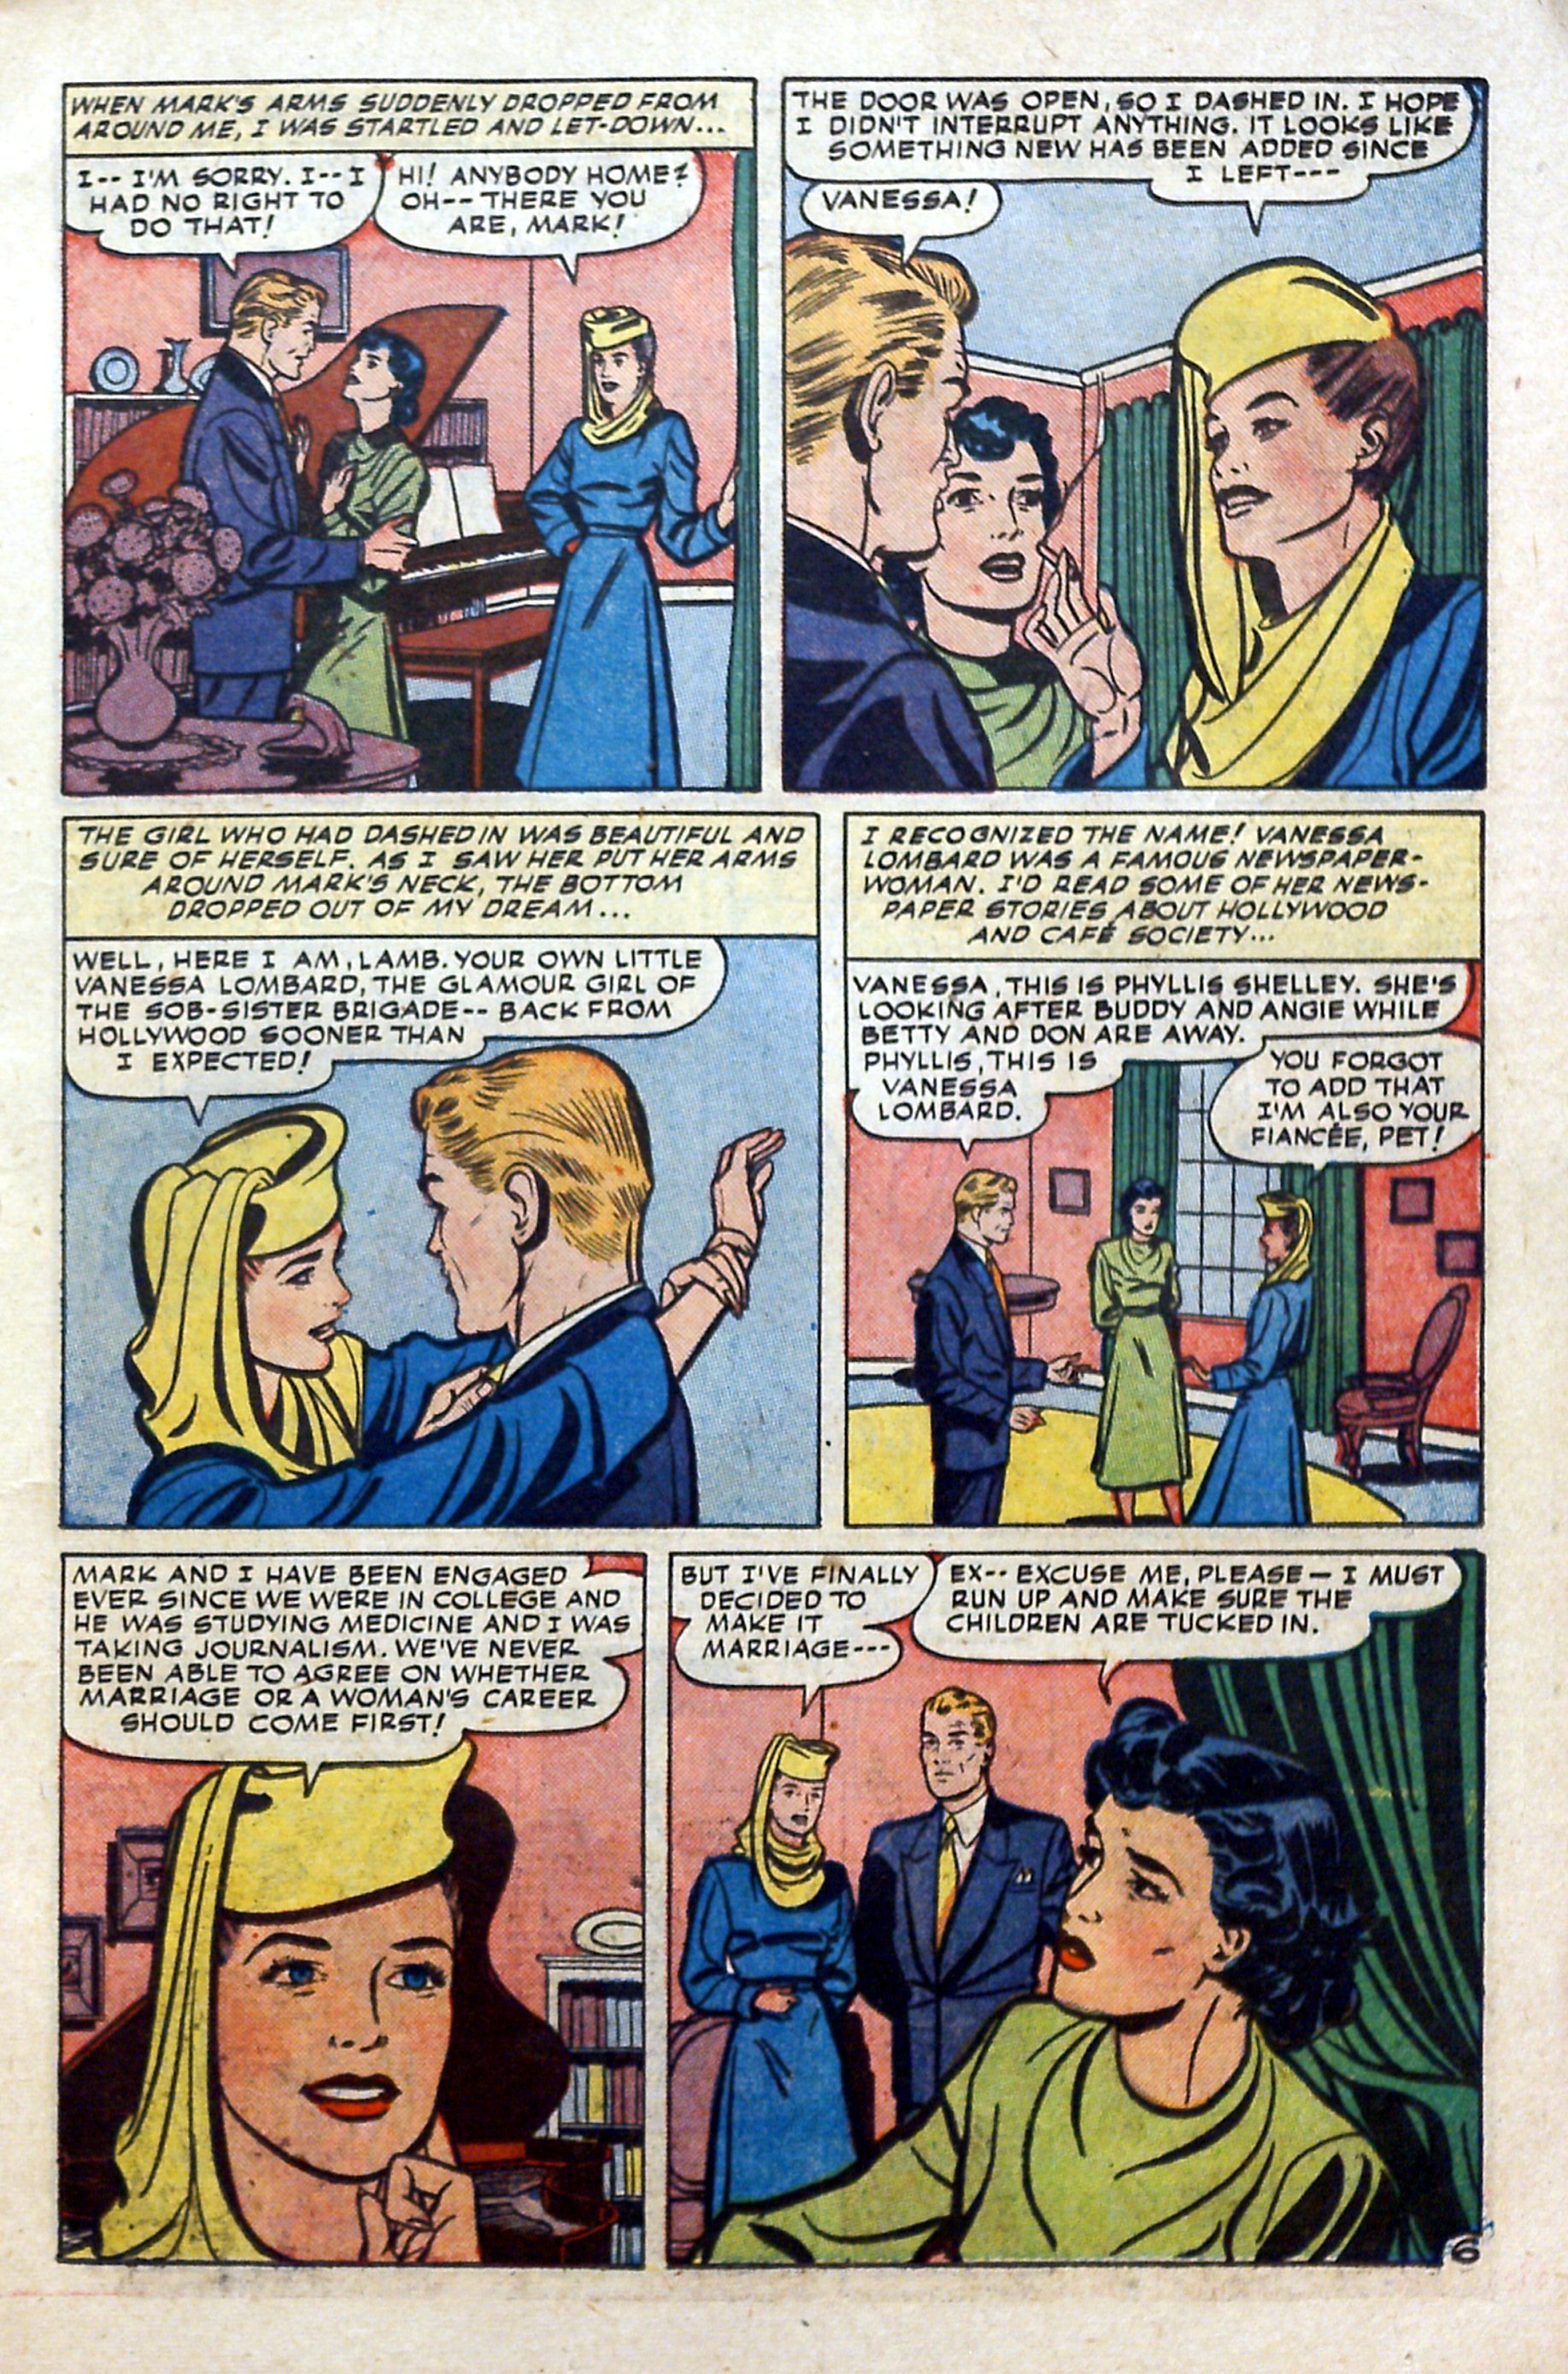 WHEN MARK'S ARMS SUDDENLY DROPPED FROM
AROUND ME, I WAS STARTLED AND LET-DOWN...
I-- I'M SORRY. I--I
HAD NO RIGHT TO
DO THAT!
HI! ANYBODY HOME?
OH-- THERE YOU
ARE, MARK!
THE DOOR WAS OPEN, SO I DASHED IN. I HOPE
I DIDN'T INTERRUPT ANYTHING. IT LOOKS LIKE
SOMETHING NEW HAS BEEN ADDED SINCE
I LEFT---
VANESSA!
THE GIRL WHO HAD DASHED IN WAS BEAUTIFUL AND
SURE OF HERSELF. AS I SAW HER PUT HER ARMS
AROUND MARK'S NECK, THE BOTTOM
DROPPED OUT OF MY DREAM...
WELL, HERE I AM, LAMB. YOUR OWN LITTLE
VANESSA LOMBARD, THE GLAMOUR GIRL OF
THE SOB-SISTER BRIGADE-- BACK FROM
HOLLYWOOD SOONER THAN
I EXPECTED!
I RECOGNIZED THE NAME! VANESSA
LOMBARD WAS A FAMOUS NEWSPAPER-
WOMAN. I'D READ SOME OF HER NEWS-
PAPER STORIES ABOUT HOLLYWOOD
AND CAFÉ SOCIETY...
VANESSA, THIS IS PHYLLIS SHELLEY. SHE'S
LOOKING AFTER BUDDY AND ANGIE WHILE
BETTY AND DON ARE AWAY.
PHYLLIS, THIS IS
VANESSA
LOMBARD.
YOU FORGOT
TO ADD THAT
I'M ALSO YOUR
FIANCÉE, PET!
MARK AND I HAVE BEEN ENGAGED
EVER SINCE WE WERE IN COLLEGE AND
HE WAS STUDYING MEDICINE AND I WAS
TAKING JOURNALISM. WE'VE NEVER
BEEN ABLE TO AGREE ON WHETHER
MARRIAGE OR A WOMAN'S CAREER
SHOULD COME FIRST!
BUT I'VE FINALLY
DECIDED TO
MAKE IT
MARRIAGE---
EX-- EXCUSE ME, PLEASE — I MUST
RUN UP AND MAKE SURE THE
CHILDREN ARE TUCKED IN.
6